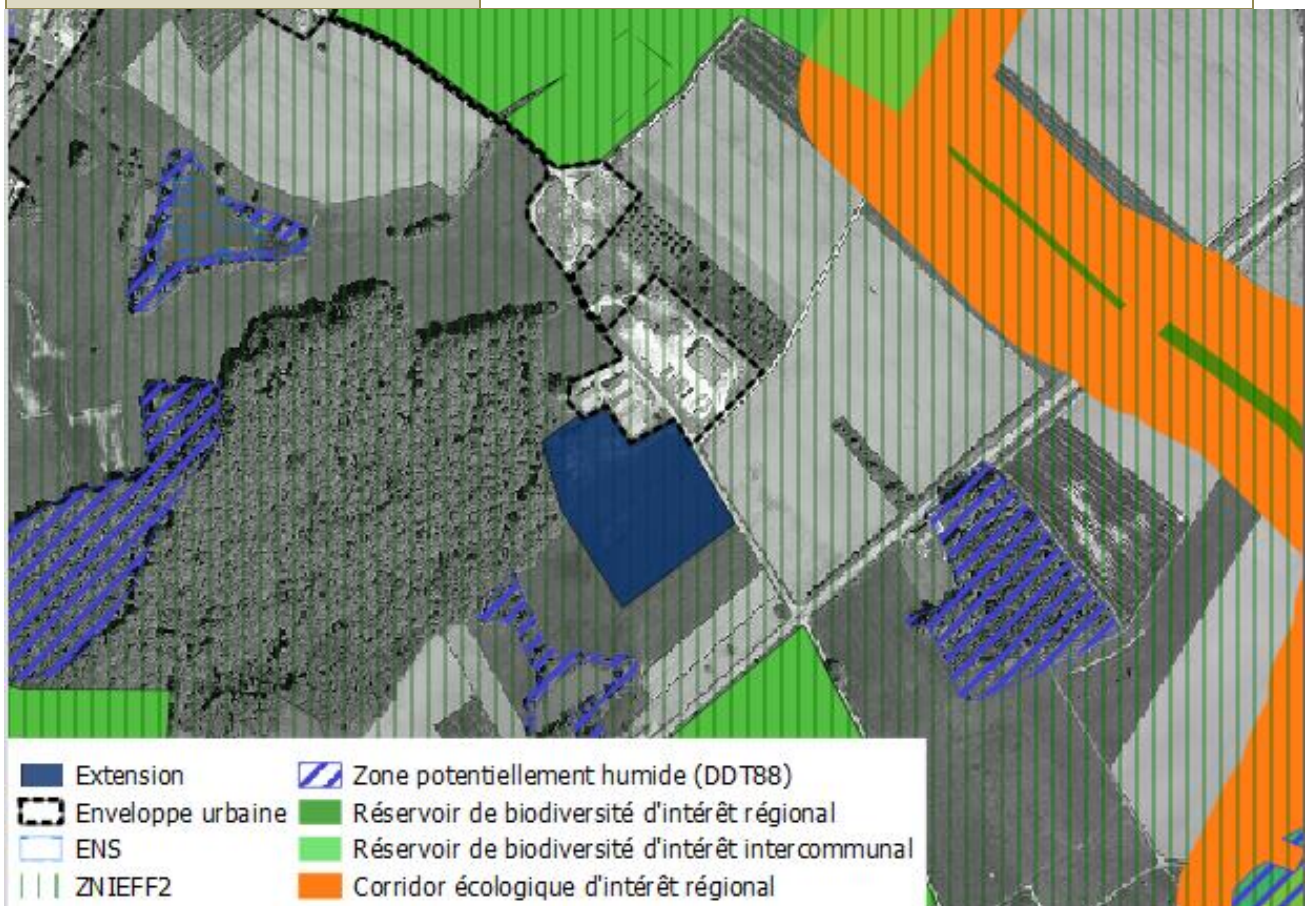 Extension
Enveloppe urbaine
ENS
ZNIEFF2
Zone potentiellement humide (DDT88)
Réservoir de biodiversité d'intérêt régional
Réservoir de biodiversité d'intérêt intercommunal
Corridor écologique d'intérêt régional